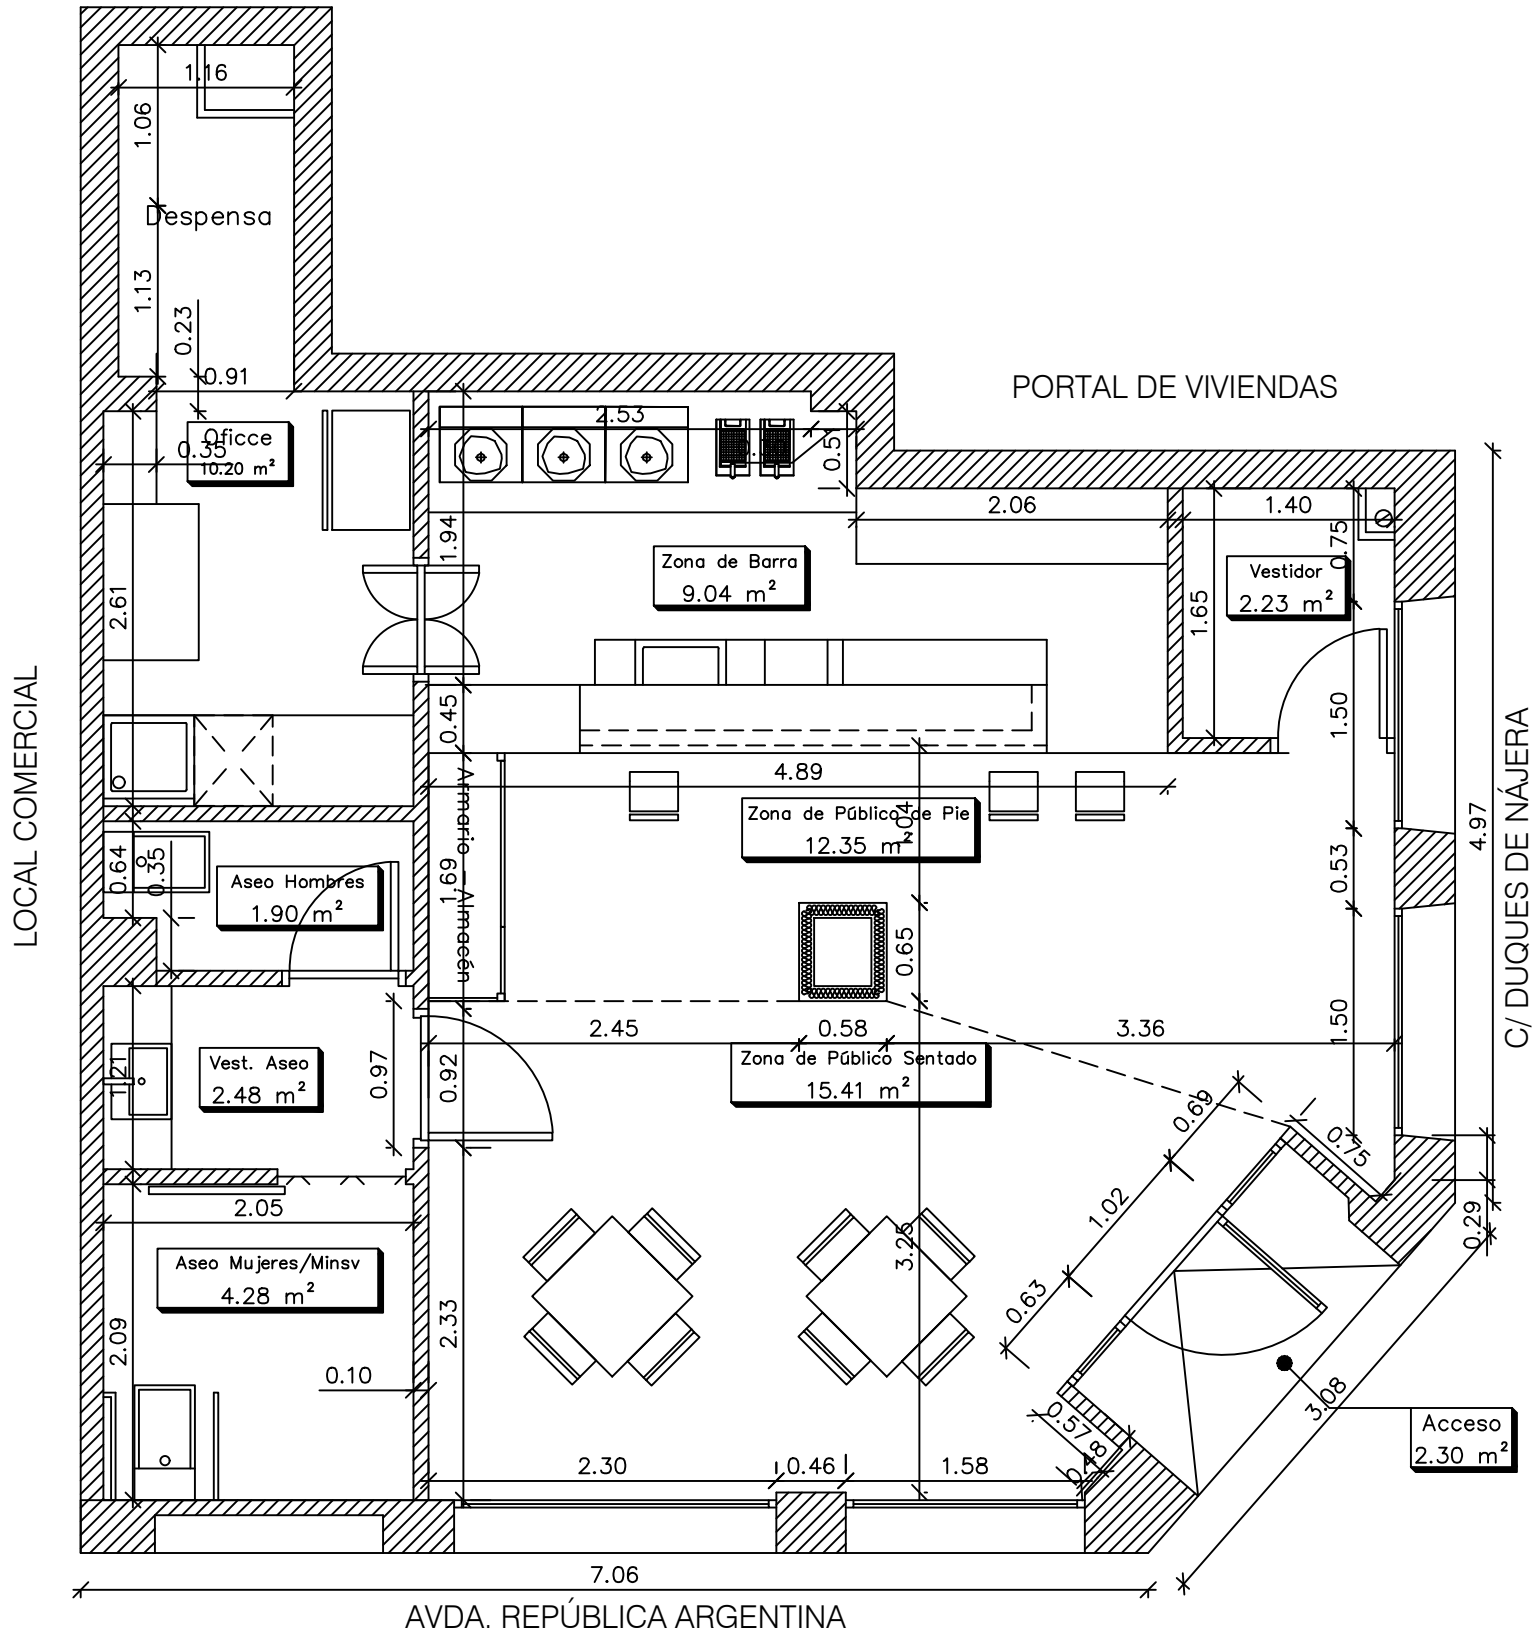 1.16
1.06
Despensa
1.13
0.23
0.91
PORTAL DE VIVIENDAS
Oficce
10.20 m²
0.35
2.53
0.51
2.06
1.40
0.75
1.94
Zona de Barra
9.04 m²
Vestidor
2.23 m²
1.65
2.61
0.45
1.50
LOCAL COMERCIAL
C/ DUQUES DE NÁJERA
4.89
4.97
Armario - Almacén
Zona de Público de Pie
12.35 m²
0.64
0.35
Aseo Hombres
1.90 m²
1.69
0.53
0.65
2.45
0.58
3.36
1.50
Zona de Público Sentado
15.41 m²
Vest. Aseo
2.48 m²
1.21
0.97
0.92
0.69
0.75
2.05
1.02
0.29
3.25
Aseo Mujeres/Minsv
4.28 m²
0.63
2.09
2.33
0.10
3.08
Acceso
2.30 m²
0.57
2.30
0.46
1.58
7.06
AVDA. REPÚBLICA ARGENTINA